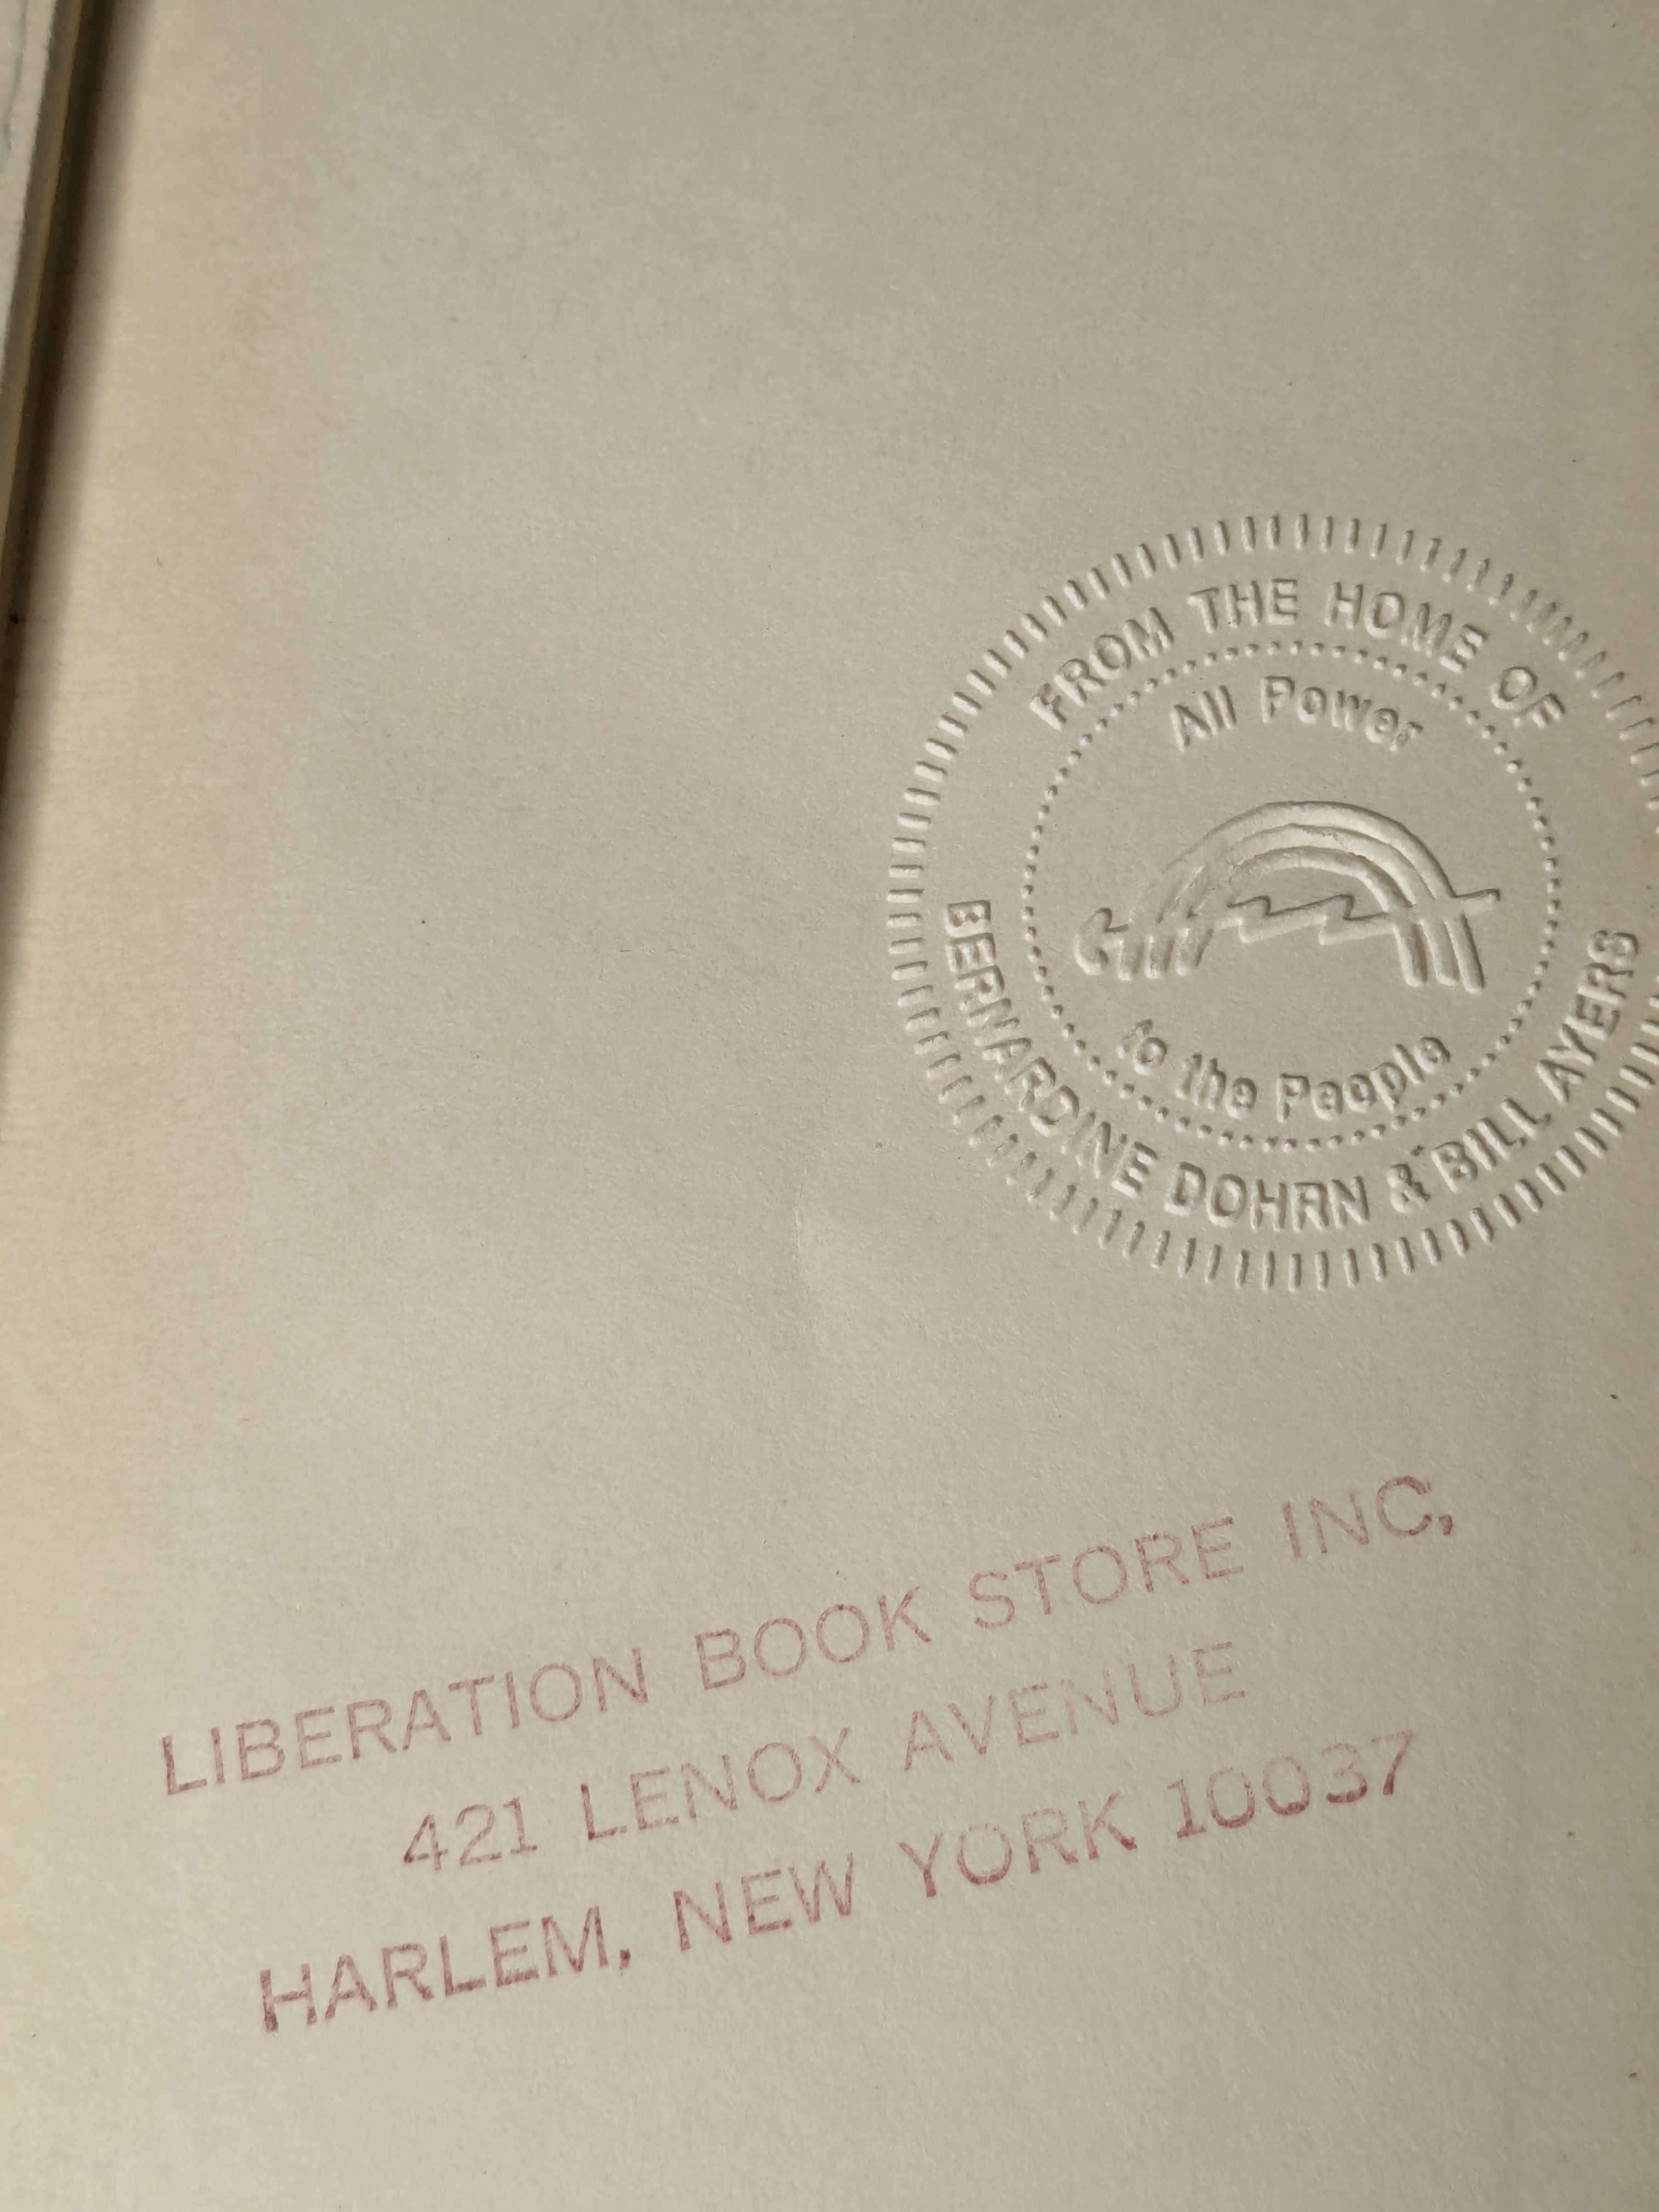 FROM THE HOME OF
All Power
to the People
BERNARDINE DOHRN & BILL AYERS
LIBERATION BOOK STORE INC,
421 LENOX AVENUE
HARLEM, NEW YORK 10037